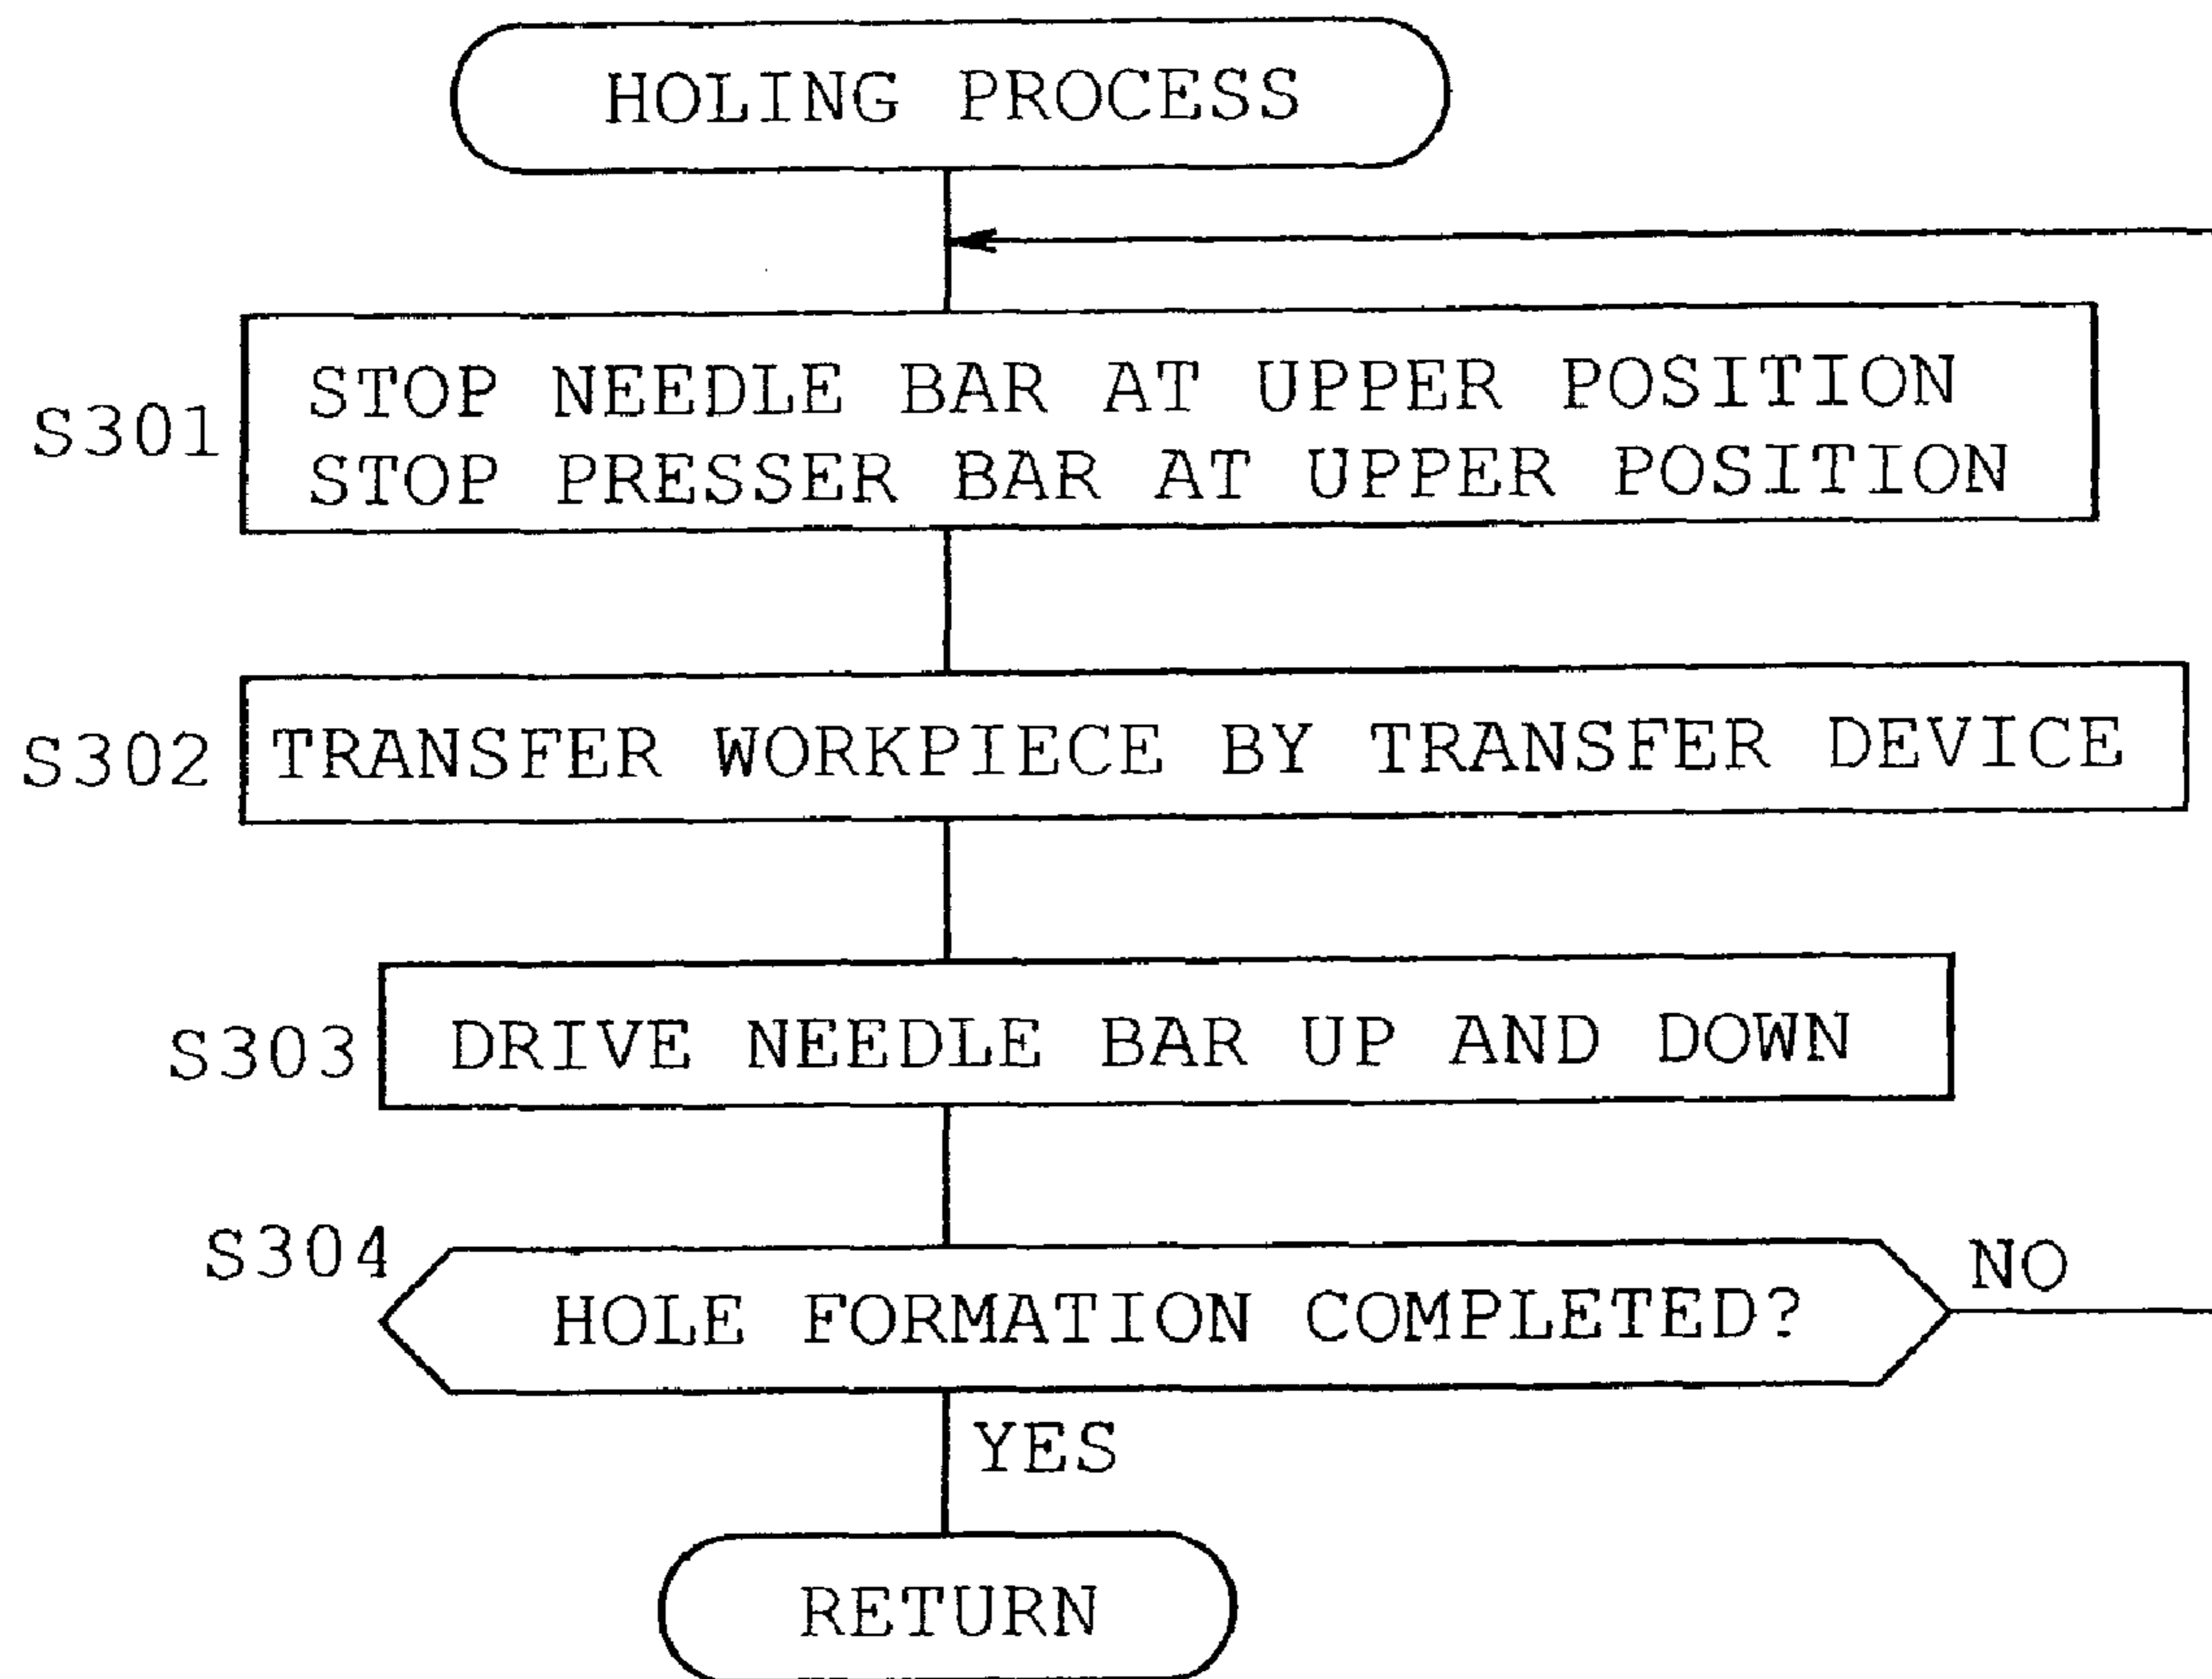 HOLING PROCESS
S301
STOP NEEDLE BAR AT UPPER POSITION
STOP PRESSER BAR AT UPPER POSITION
S302
TRANSFER WORKPIECE BY TRANSFER DEVICE
S303
DRIVE NEEDLE BAR UP AND DOWN
S304
HOLE FORMATION COMPLETED?
NO
YES
RETURN